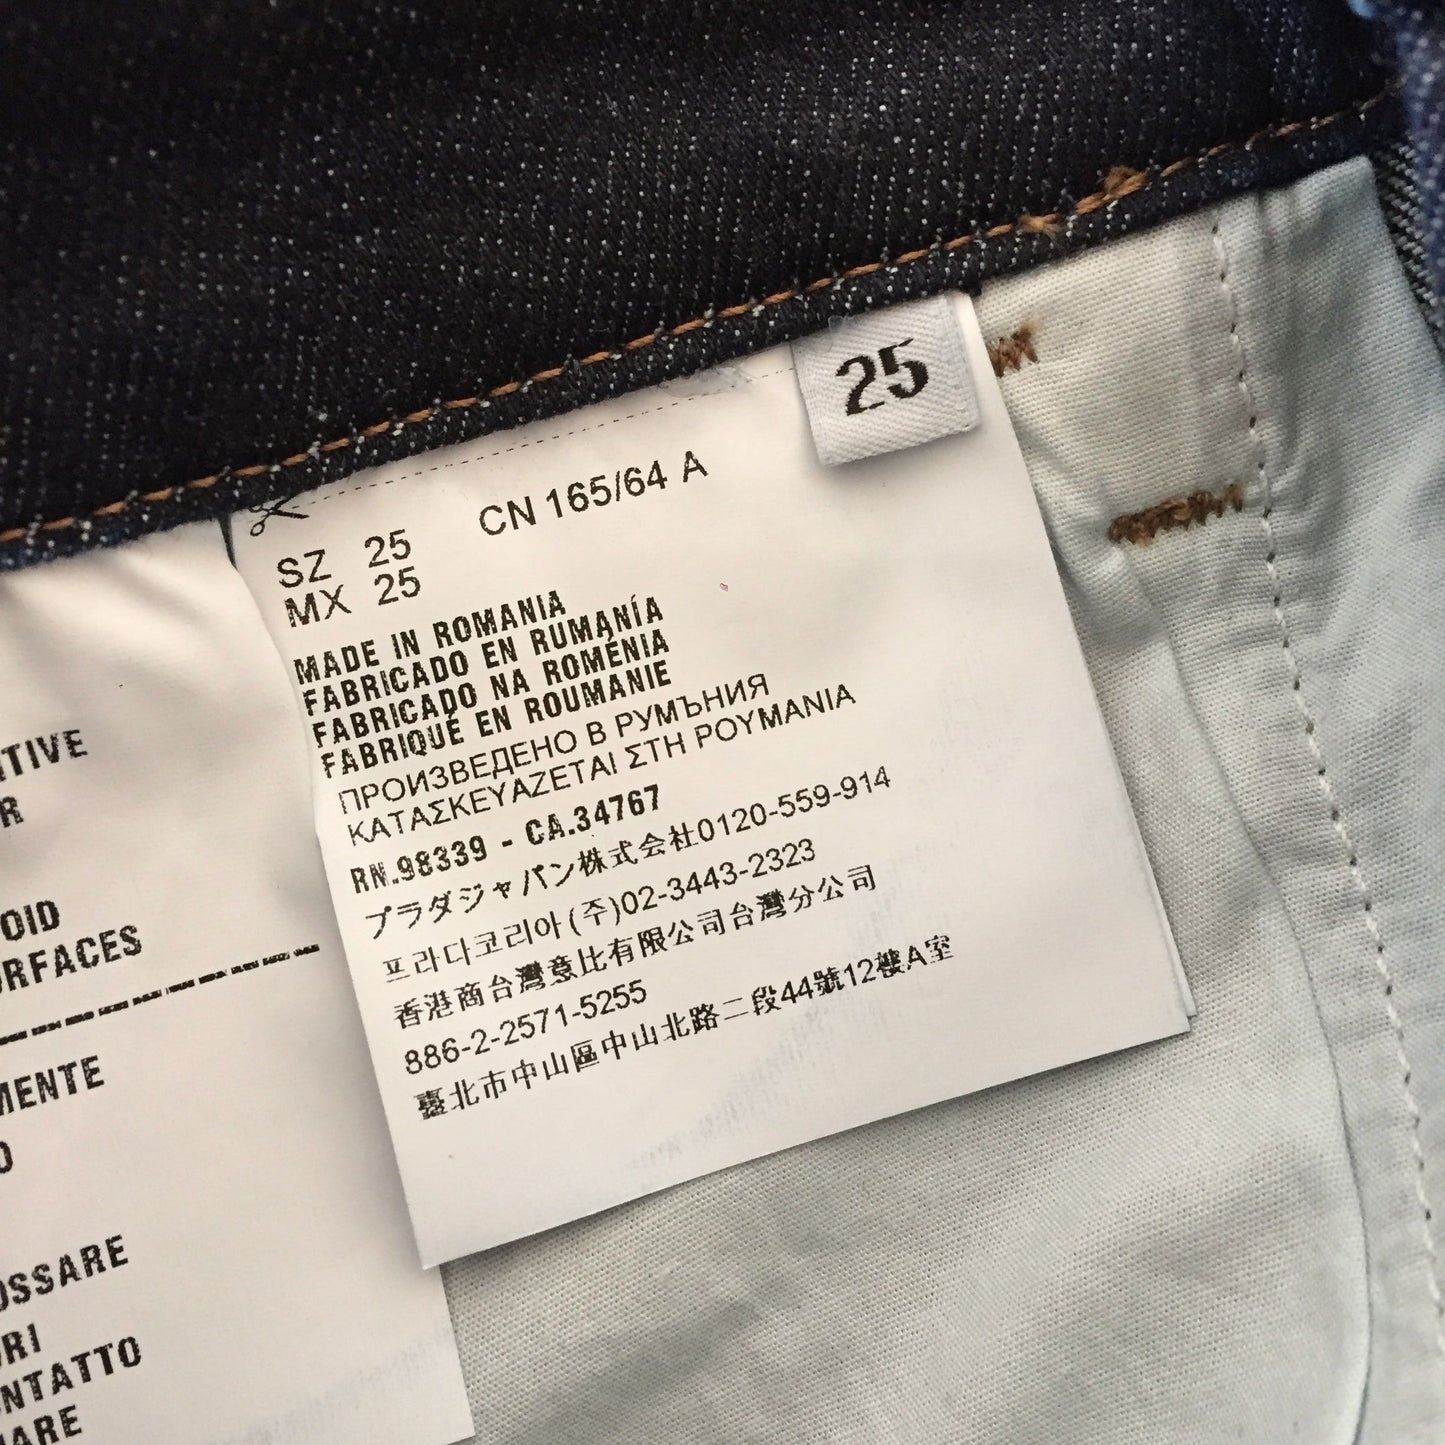 25
CN 165/64 A
SZ 25
MX 25
MADE IN ROMANIA
FABRICADO EN RUMANÍA
FABRICADO NA ROMÉNIA
FABRIQUÉ EN ROUMANIE
ПРОИЗВЕДЕНО В РУМЪНИЯ
ΚΑΤΑΣΚΕΥΑΖΕΤΑΙ ΣΤΗ ΡΟΥΜΑΝΙΑ
RN.98339 - CA.34767
プラダジャパン株式会社0120-559-914
프라다코리아(주)02-3443-2323
香港商台灣意比有限公司台灣分公司
886-2-2571-5255
臺北市中山區中山北路二段44號12樓A室
TIVE
R
OID
RFACES
MENTE
O
OSSARE
ORI
NTATTO
ARE